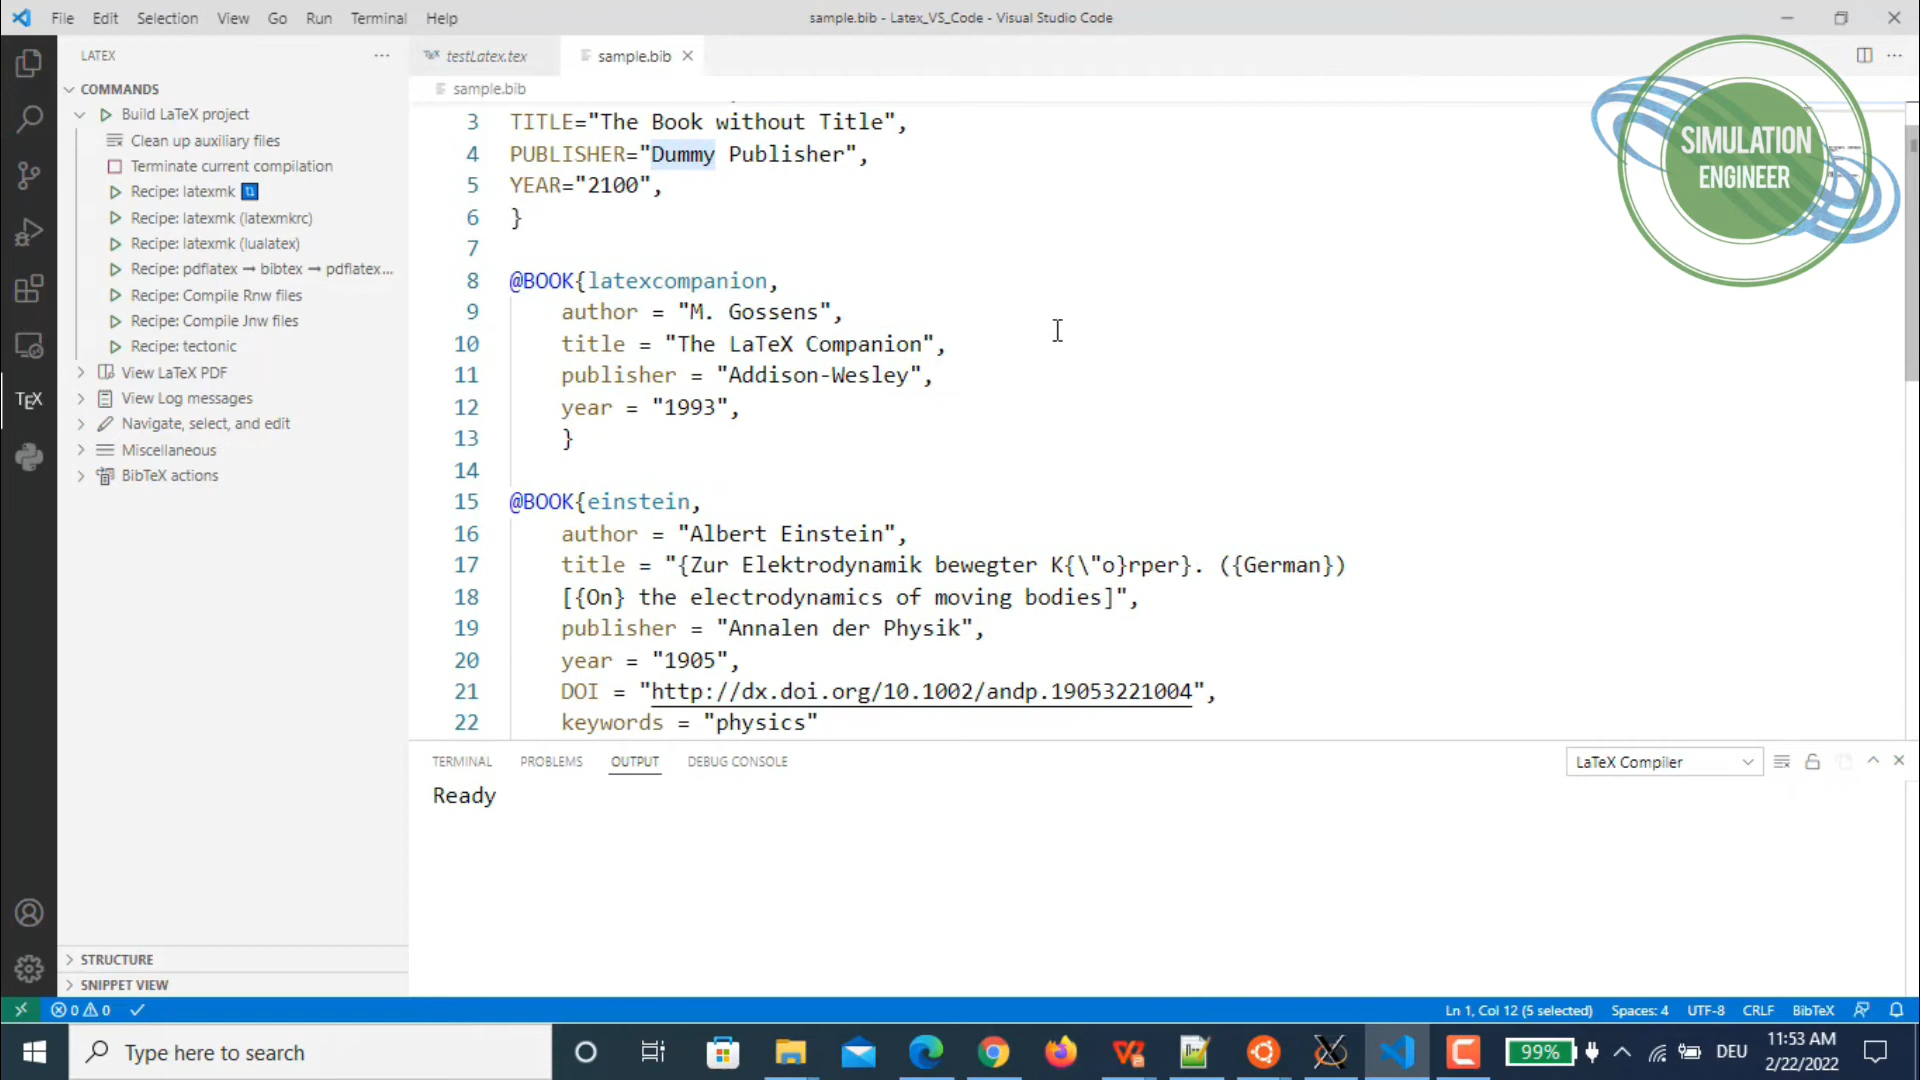 File Edit Selection View Go Run Terminal Help
sample.bib - Latex_VS_Code - Visual Studio Code
LATEX
COMMANDS
Build LaTeX project
Clean up auxiliary files
Terminate current compilation
Recipe: latexmk
Recipe: latexmk (latexmkrc)
Recipe: latexmk (lualatex)
Recipe: pdflatex → bibtex → pdflatex...
Recipe: Compile Rnw files
Recipe: Compile Jnw files
Recipe: tectonic
View LaTeX PDF
View Log messages
Navigate, select, and edit
Miscellaneous
BibTeX actions
STRUCTURE
SNIPPET VIEW
TEX
testLatex.tex sample.bib
sample.bib
3 TITLE="The Book without Title",
4 PUBLISHER="Dummy Publisher",
5 YEAR="2100",
6 }
7
8 @BOOK{latexcompanion,
9 author = "M. Gossens",
10 title = "The LaTeX Companion",
11 publisher = "Addison-Wesley",
12 year = "1993",
13 }
14
15 @BOOK{einstein,
16 author = "Albert Einstein",
17 title = "{Zur Elektrodynamik bewegter K{\"o}rper}. ({German})
18 [{On} the electrodynamics of moving bodies]",
19 publisher = "Annalen der Physik",
20 year = "1905",
21 DOI = "http://dx.doi.org/10.1002/andp.19053221004",
22 keywords = "physics"
SIMULATION
ENGINEER
TERMINAL PROBLEMS OUTPUT DEBUG CONSOLE
LaTeX Compiler
Ready
0 0
Ln 1, Col 12 (5 selected) Spaces: 4 UTF-8 CRLF BibTeX
Type here to search
99%
DEU
11:53 AM
2/22/2022